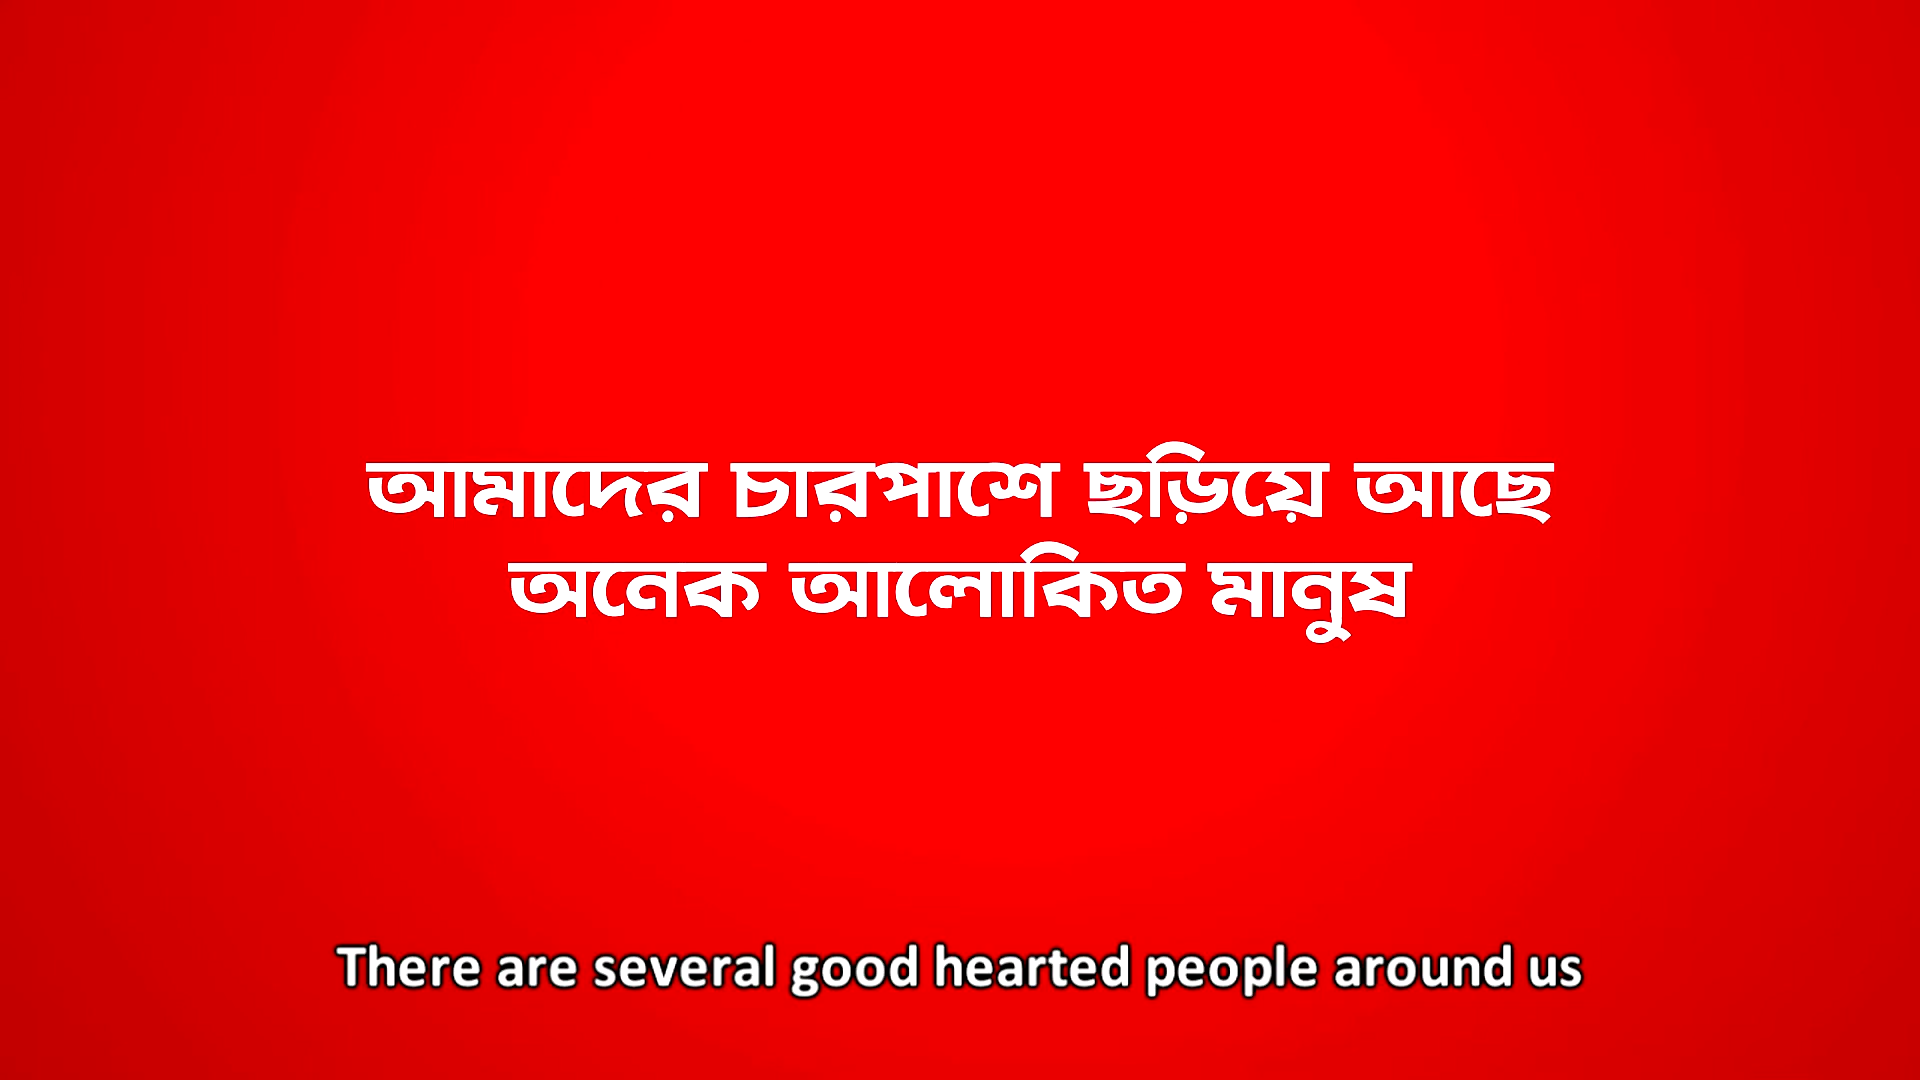 আমাদের চারপাশে ছড়িয়ে আছে
অনেক আলোকিত মানুষ
There are several good hearted people around us